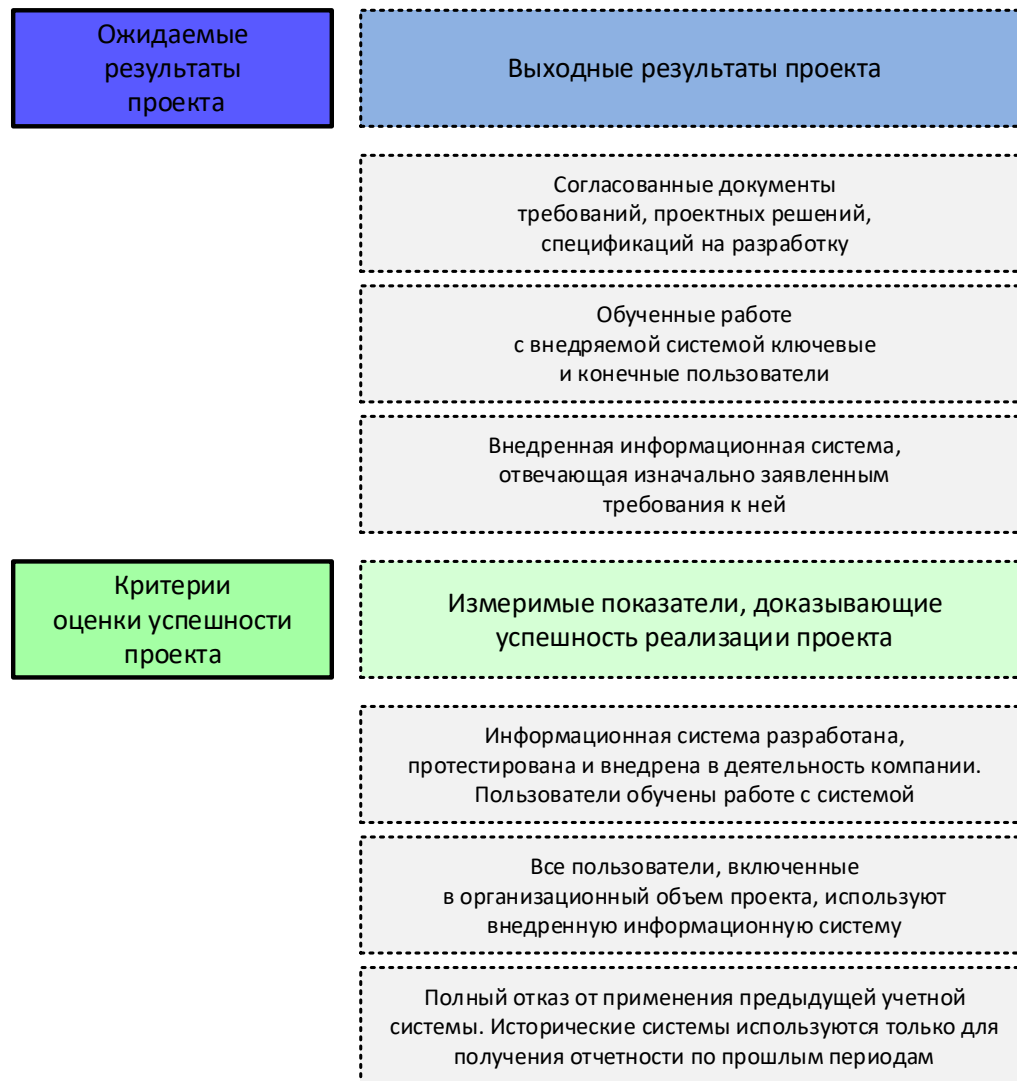 Ожидаемые
результаты
проекта
Выходные результаты проекта
Согласованные документы
требований, проектных решений,
спецификаций на разработку
Обученные работе
с внедряемой системой ключевые
и конечные пользователи
Внедренная информационная система,
отвечающая изначально заявленным
требования к ней
Критерии
оценки успешности
проекта
Измеримые показатели, доказывающие
успешность реализации проекта
Информационная система разработана,
протестирована и внедрена в деятельность компании.
Пользователи обучены работе с системой
Все пользователи, включенные
в организационный объем проекта, используют
внедренную информационную систему
Полный отказ от применения предыдущей учетной
системы. Исторические системы используются только для
получения отчетности по прошлым периодам